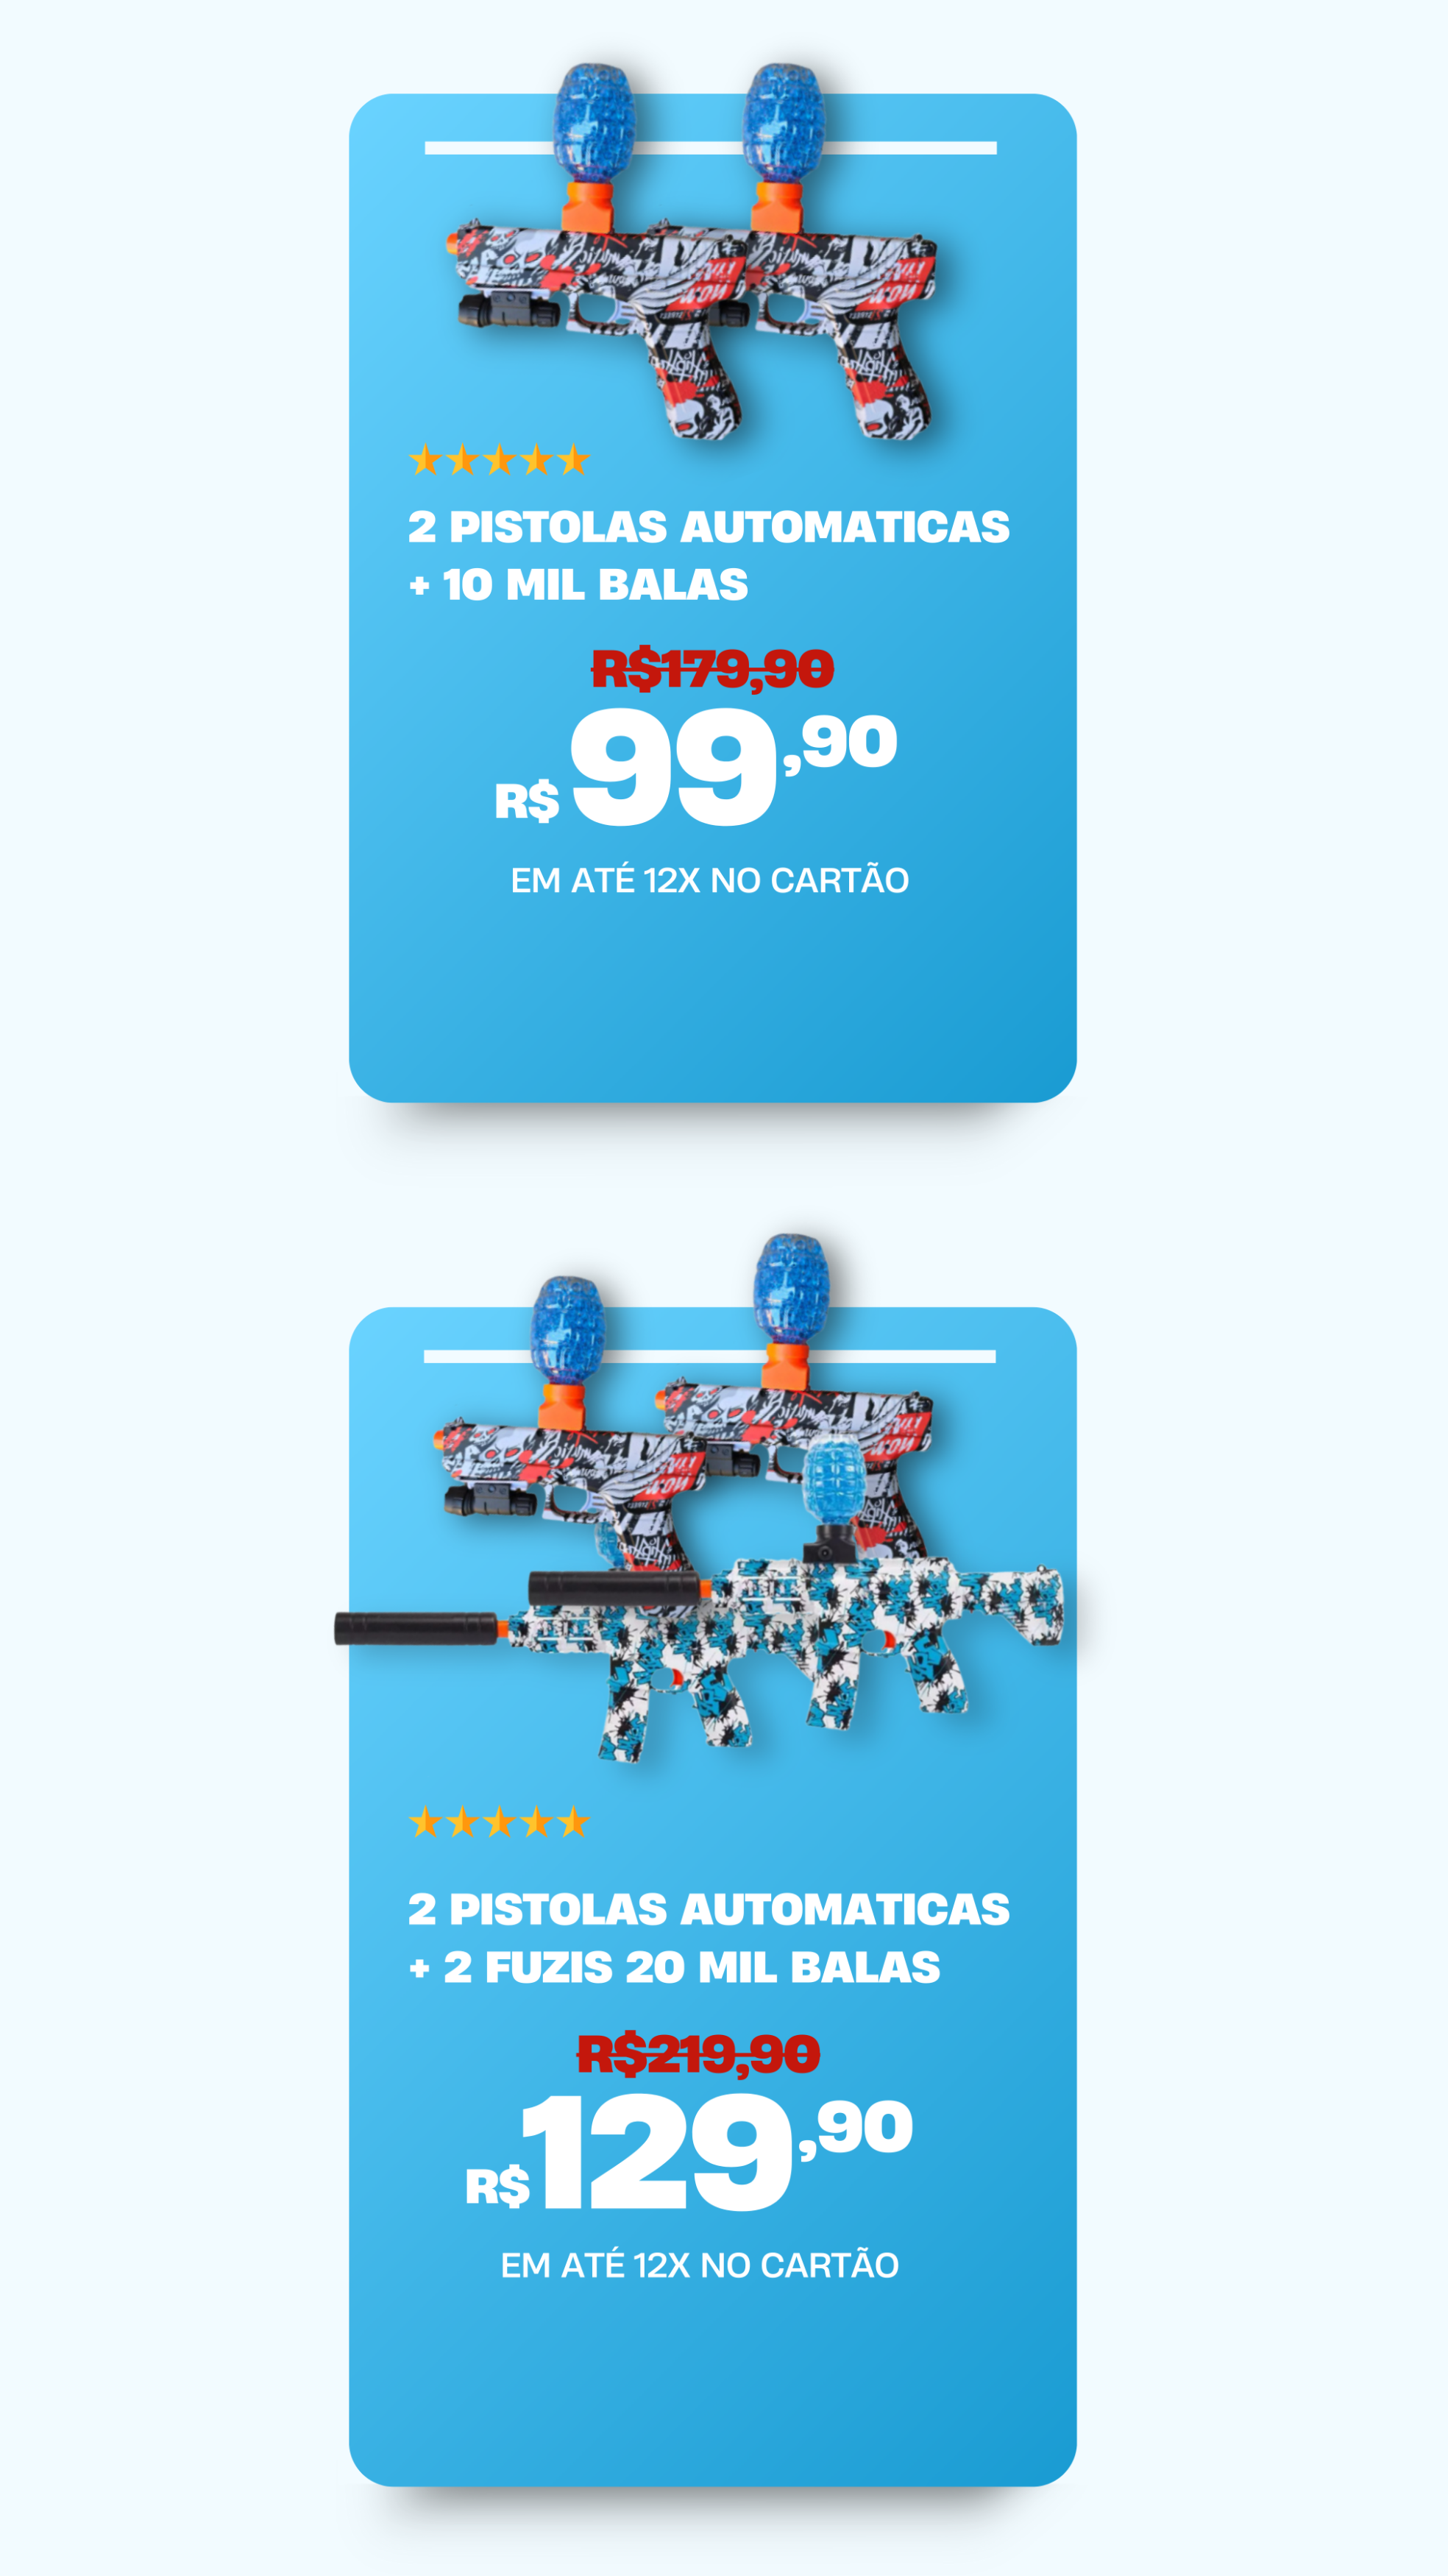 2 PISTOLAS AUTOMATICAS
+ 10 MIL BALAS
R$179,90
R$99,90
EM ATÉ 12X NO CARTÃO
2 PISTOLAS AUTOMATICAS
+ 2 FUZIS 20 MIL BALAS
R$219,90
R$129,90
EM ATÉ 12X NO CARTÃO